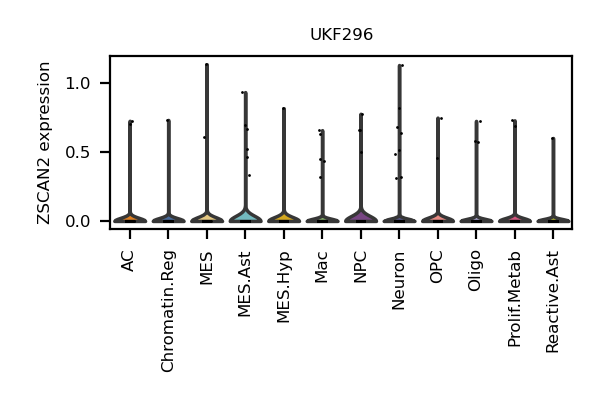 UKF296
ZSCAN2 expression
1.0
0.5
0.0
AC
Chromatin.Reg
MES
MES.Ast
MES.Hyp
Mac
NPC
Neuron
OPC
Oligo
Prolif.Metab
Reactive.Ast